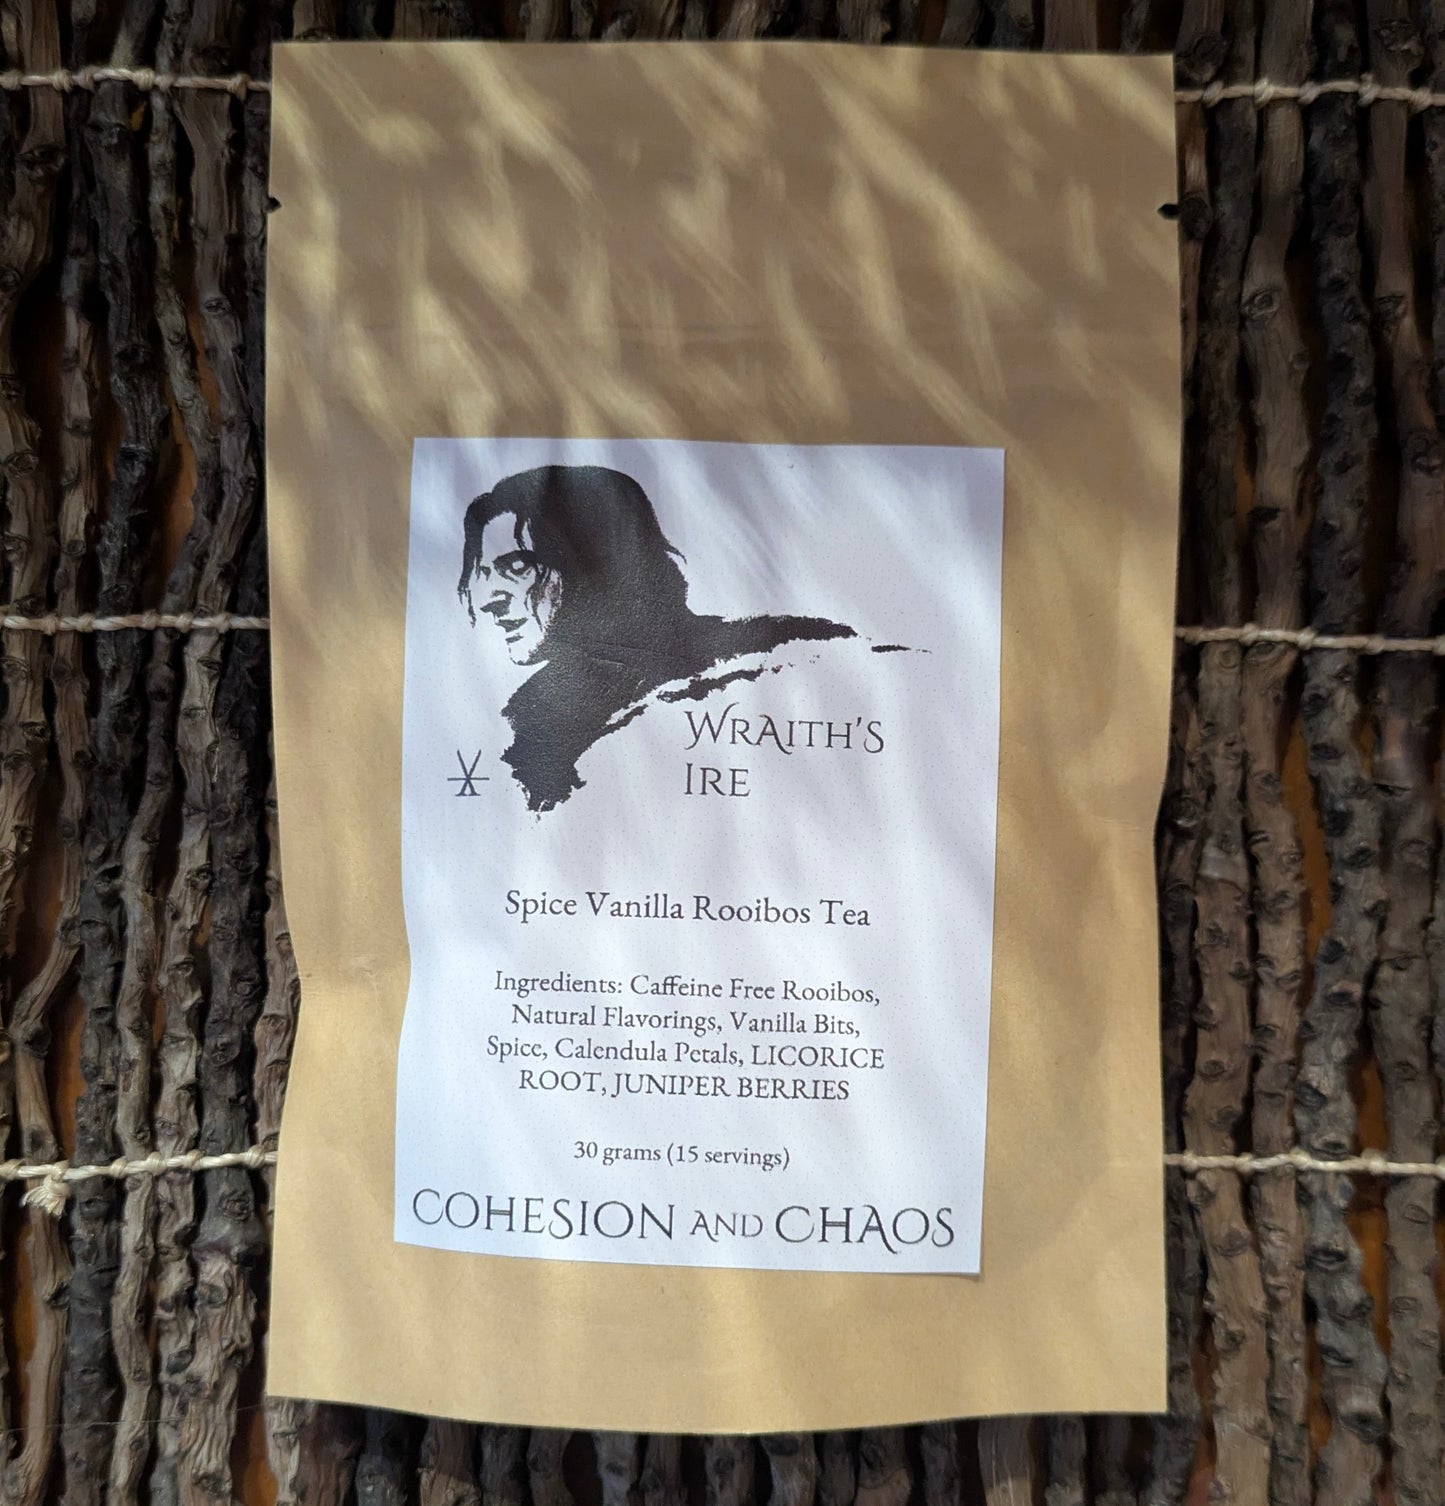 WRAITH'S
IRE
Spice Vanilla Rooibos Tea
Ingredients: Caffeine Free Rooibos,
Natural Flavorings, Vanilla Bits,
Spice, Calendula Petals, LICORICE
ROOT, JUNIPER BERRIES
30 grams (15 servings)
COHESION AND CHAOS